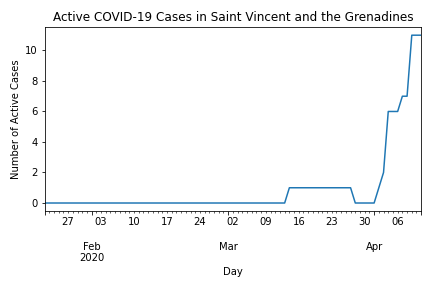 Active COVID-19 Cases in Saint Vincent and the Grenadines
Number of Active Cases
10
8
6
4
2
0
27 03 10 17 24 02 09 16 23 30 06
Feb Mar Apr
2020
Day